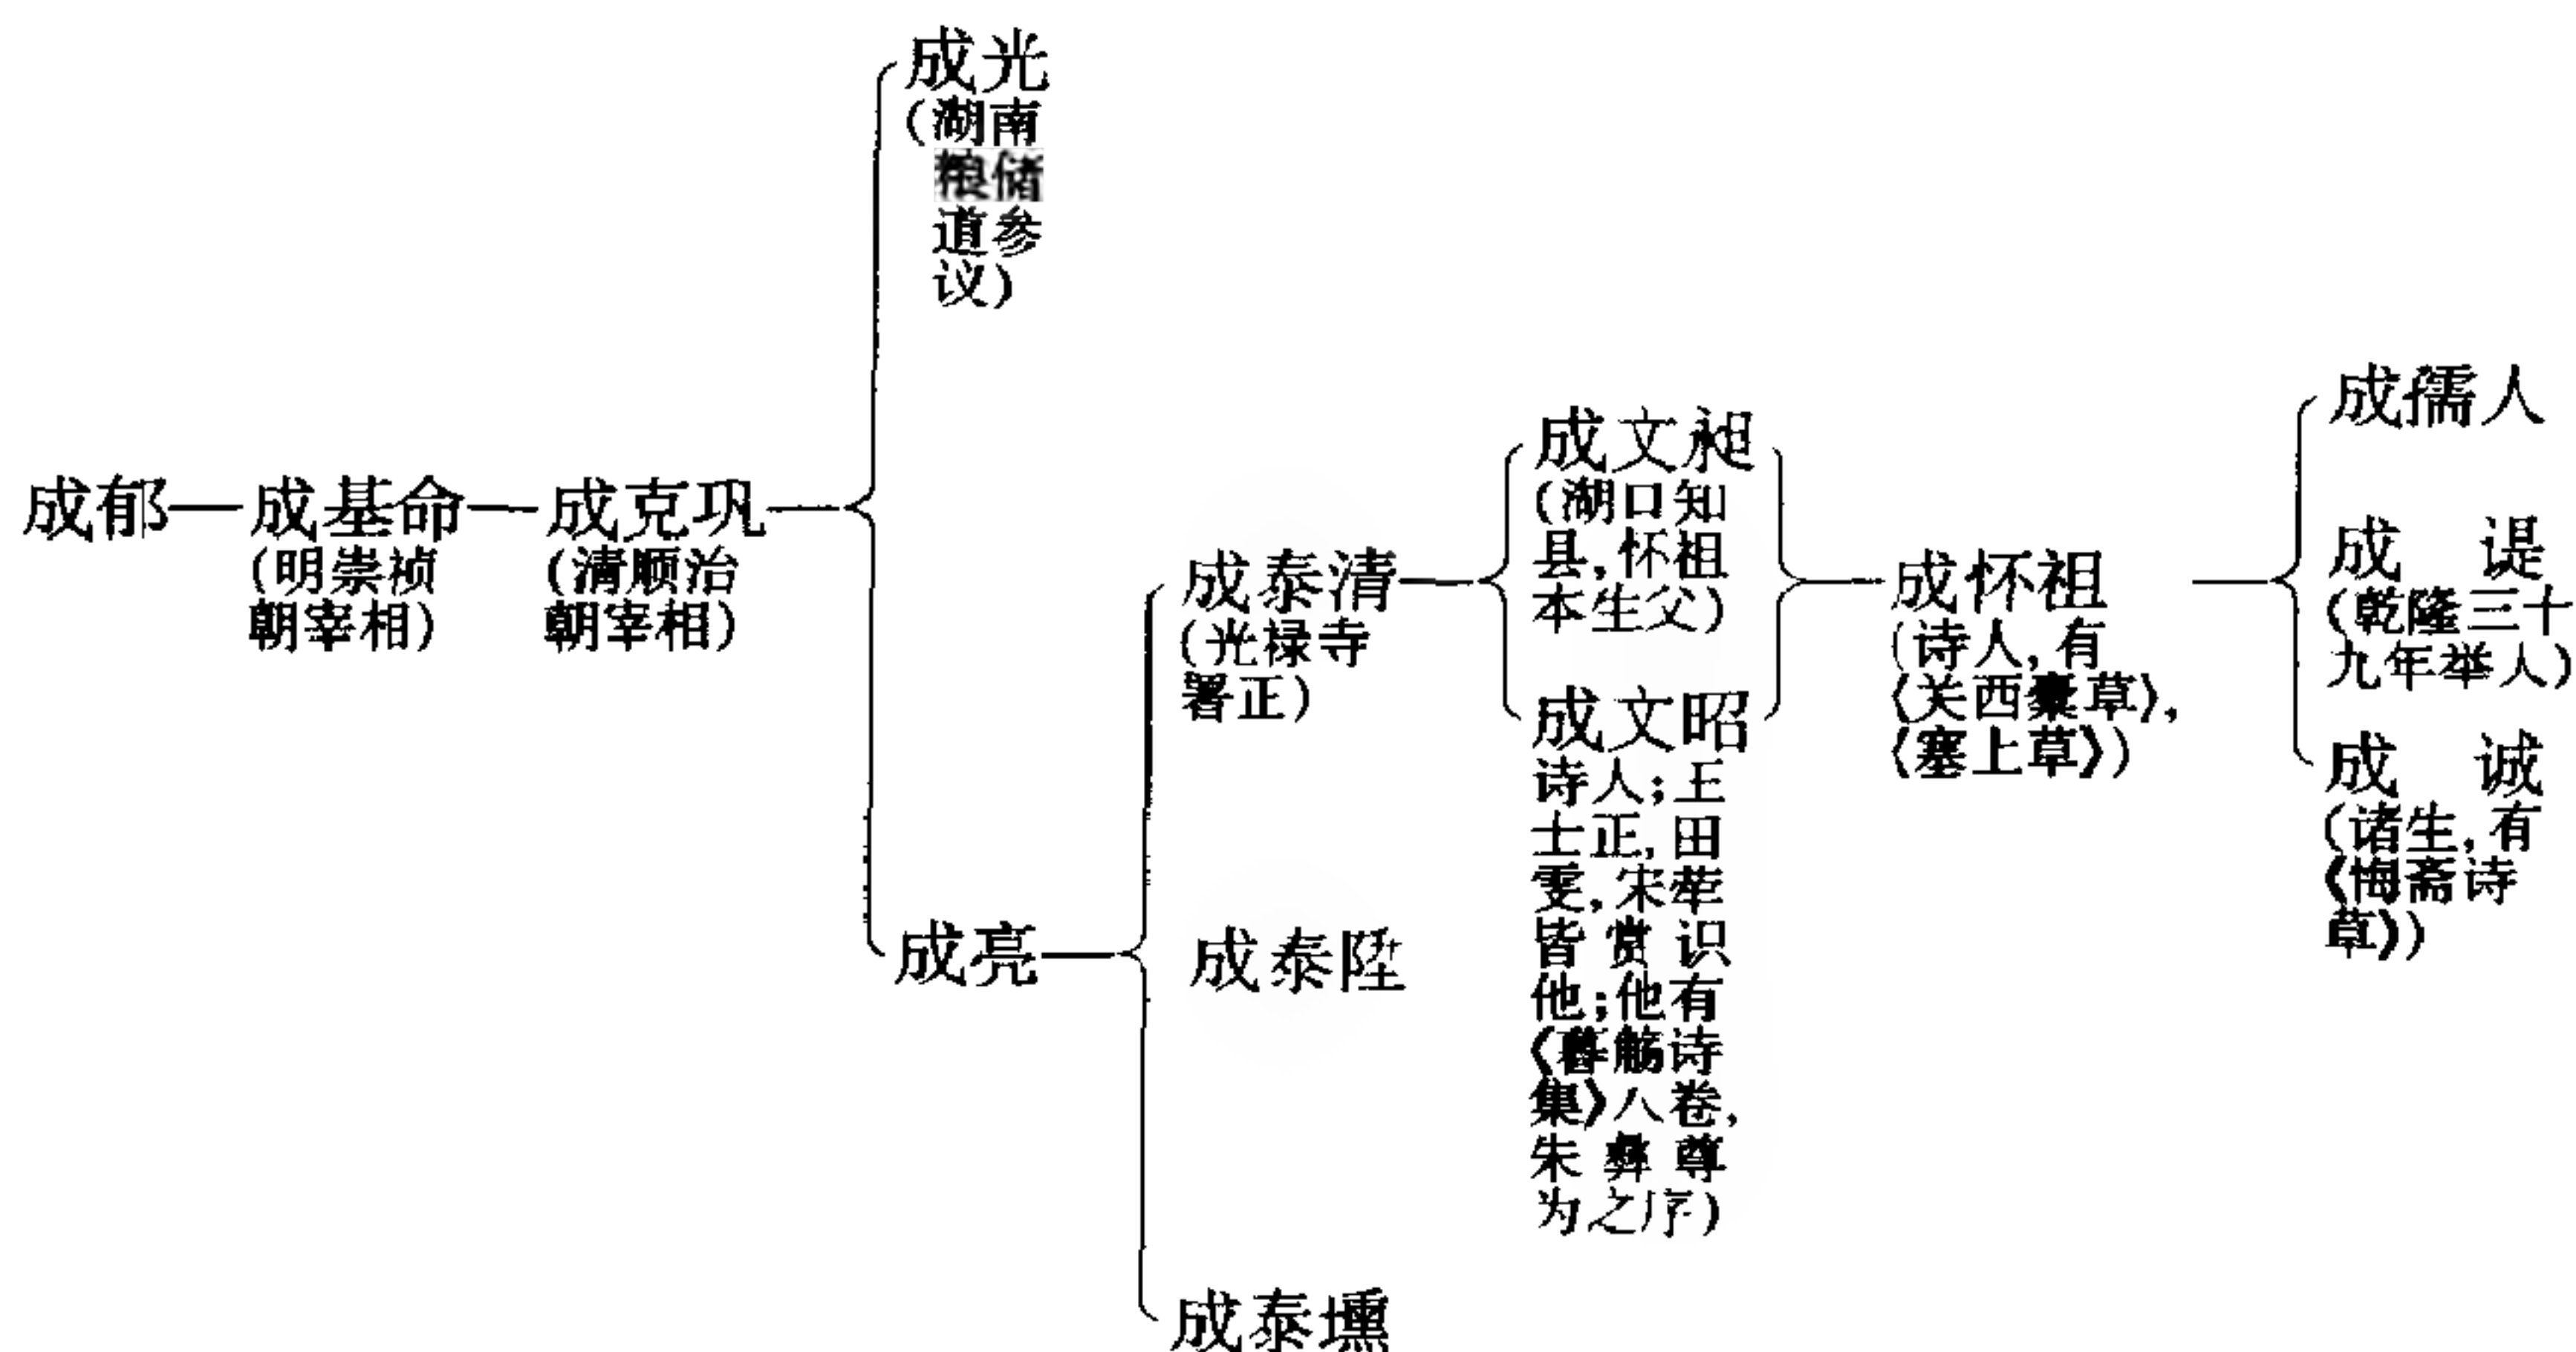 成郁
成基命
(明崇祯
朝宰相)
成克巩
(清顺治
朝宰相)
成光
(湖南
粮储
道参
议)
成亮
成泰清
(光禄寺
署正)
成泰陞
成泰壎
成文昶
(湖口知
县,怀祖
本生父)
成文昭
诗人;王
士正,田
雯,宋荦
皆赏识
他;他有
《觞诗
集》八卷,
朱彝尊
为之序)
成怀祖
(诗人,有
《关西橐草》,
《塞上草》)
成儒人
成 諟
(乾隆三十
九年举人)
成 诚
(诸生,有
《悔斋诗
草》)